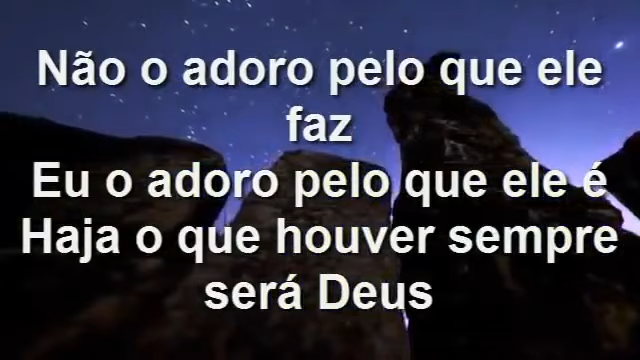 Não o adoro pelo que ele
faz
Eu o adoro pelo que ele é
Haja o que houver sempre
será Deus